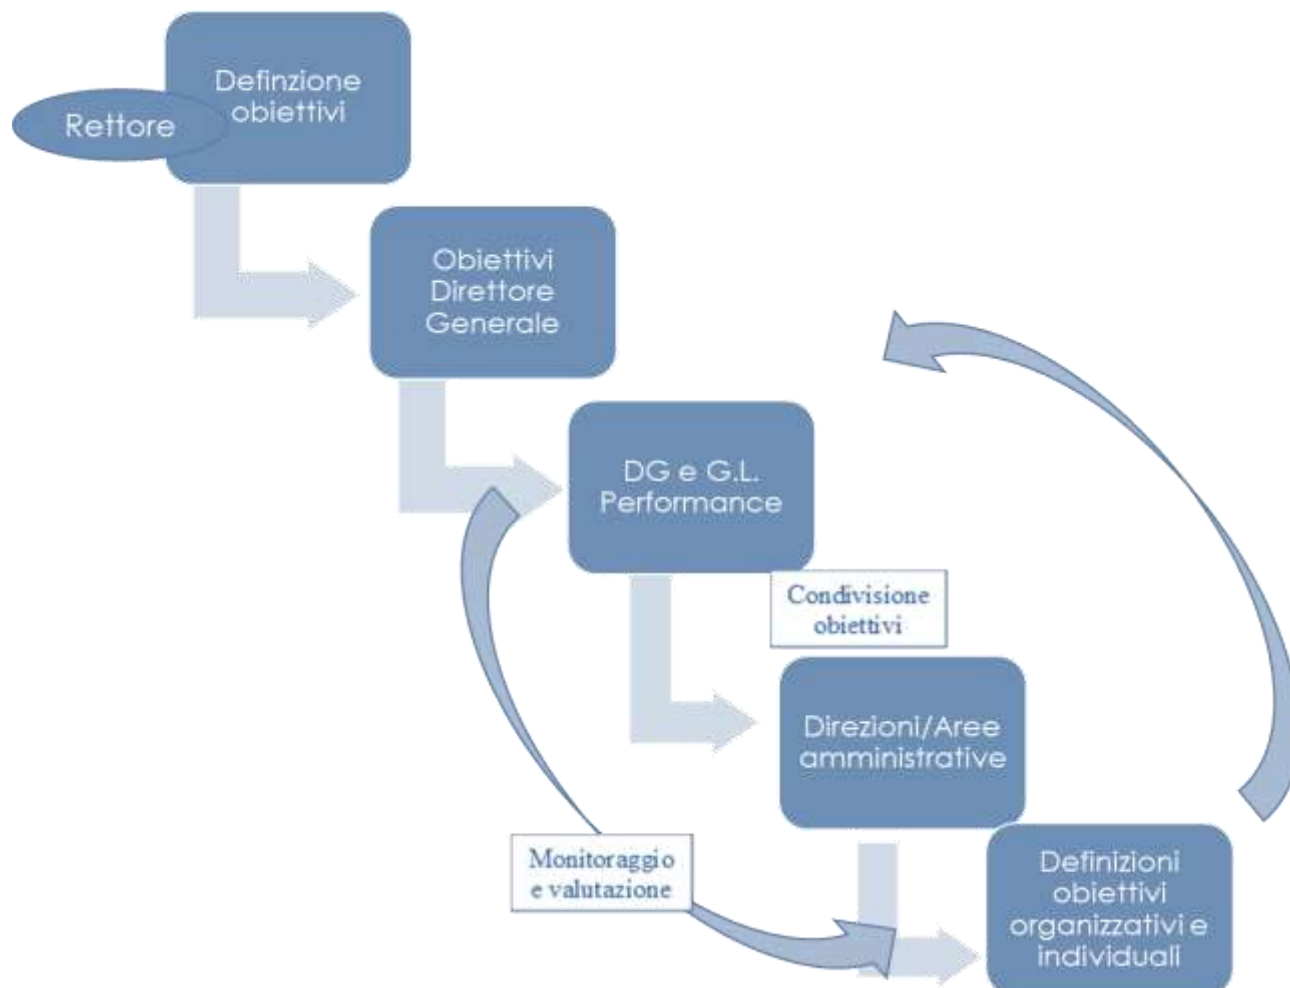 Definzione
obiettivi
Rettore
Obiettivi
Direttore
Generale
DG e G.L.
Performance
Condivisione
obiettivi
Direzioni/Aree
amministrative
Monitoraggio
e valutazione
Definizioni
obiettivi
organizzativi e
individuali